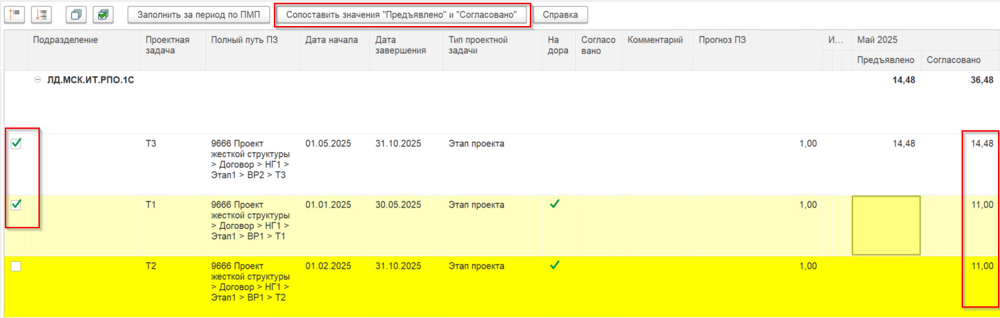 Заполнить за период по ПМП Сопоставить значения "Предъявлено" и "Согласовано" Справка
Подразделение Проектная задача Полный путь ПЗ Дата начала Дата завершения Тип проектной задачи На дора Согласо вано Комментарий Прогноз ПЗ И... Май 2025
Предъявлено Согласовано
ЛД.МСК.ИТ.РПО.1С 14,48 36,48
Т3 9666 Проект 01.05.2025 31.10.2025 Этап проекта 1,00 14,48 14,48
жесткой структуры
> Договор > НГ1 >
Этап1 > ВР2 > Т3
Т1 9666 Проект 01.01.2025 30.05.2025 Этап проекта 1,00 11,00
жесткой структуры
> Договор > НГ1 >
Этап1 > ВР1 > Т1
Т2 9666 Проект 01.02.2025 31.10.2025 Этап проекта 1,00 11,00
жесткой структуры
> Договор > НГ1 >
Этап1 > ВР1 > Т2